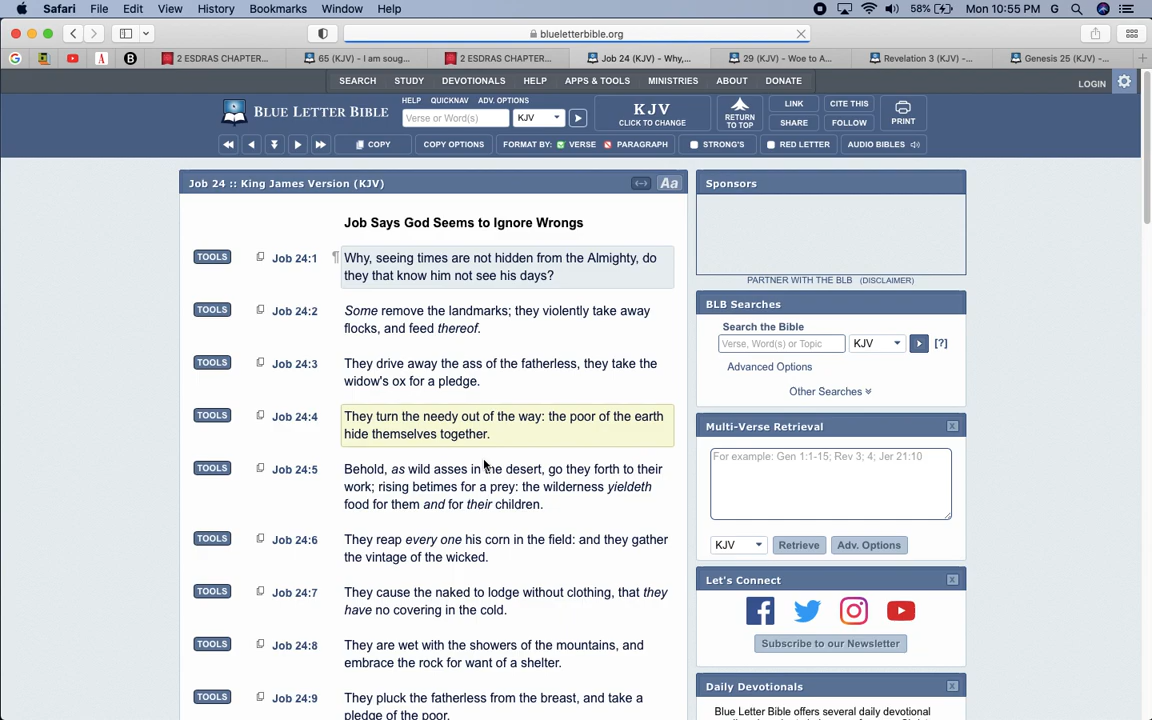 Safari File Edit View History Bookmarks Window Help 58% Mon 10:55 PM G
blueletterbible.org
2 ESDRAS CHAPTER... 65 (KJV) - I am soug... 2 ESDRAS CHAPTER... Job 24 (KJV) - Why,... 29 (KJV) - Woe to A... Revelation 3 (KJV) -... Genesis 25 (KJV) -...
SEARCH STUDY DEVOTIONALS HELP APPS & TOOLS MINISTRIES ABOUT DONATE LOGIN
BLUE LETTER BIBLE
HELP QUICKNAV ADV. OPTIONS
Verse or Word(s) KJV
KJV
CLICK TO CHANGE
RETURN
TO TOP
LINK CITE THIS
SHARE FOLLOW
PRINT
COPY COPY OPTIONS FORMAT BY: VERSE PARAGRAPH STRONG'S RED LETTER AUDIO BIBLES
Job 24 :: King James Version (KJV) Aa
Job Says God Seems to Ignore Wrongs
TOOLS Job 24:1 ¶ Why, seeing times are not hidden from the Almighty, do
they that know him not see his days?
TOOLS Job 24:2 Some remove the landmarks; they violently take away
flocks, and feed thereof.
TOOLS Job 24:3 They drive away the ass of the fatherless, they take the
widow's ox for a pledge.
TOOLS Job 24:4 They turn the needy out of the way: the poor of the earth
hide themselves together.
TOOLS Job 24:5 Behold, as wild asses in the desert, go they forth to their
work; rising betimes for a prey: the wilderness yieldeth
food for them and for their children.
TOOLS Job 24:6 They reap every one his corn in the field: and they gather
the vintage of the wicked.
TOOLS Job 24:7 They cause the naked to lodge without clothing, that they
have no covering in the cold.
TOOLS Job 24:8 They are wet with the showers of the mountains, and
embrace the rock for want of a shelter.
TOOLS Job 24:9 They pluck the fatherless from the breast, and take a
pledge of the poor.
Sponsors
PARTNER WITH THE BLB (DISCLAIMER)
BLB Searches
Search the Bible
Verse, Word(s) or Topic KJV [?]
Advanced Options
Other Searches
Multi-Verse Retrieval
For example: Gen 1:1-15; Rev 3; 4; Jer 21:10
KJV Retrieve Adv. Options
Let's Connect
Subscribe to our Newsletter
Daily Devotionals
Blue Letter Bible offers several daily devotional